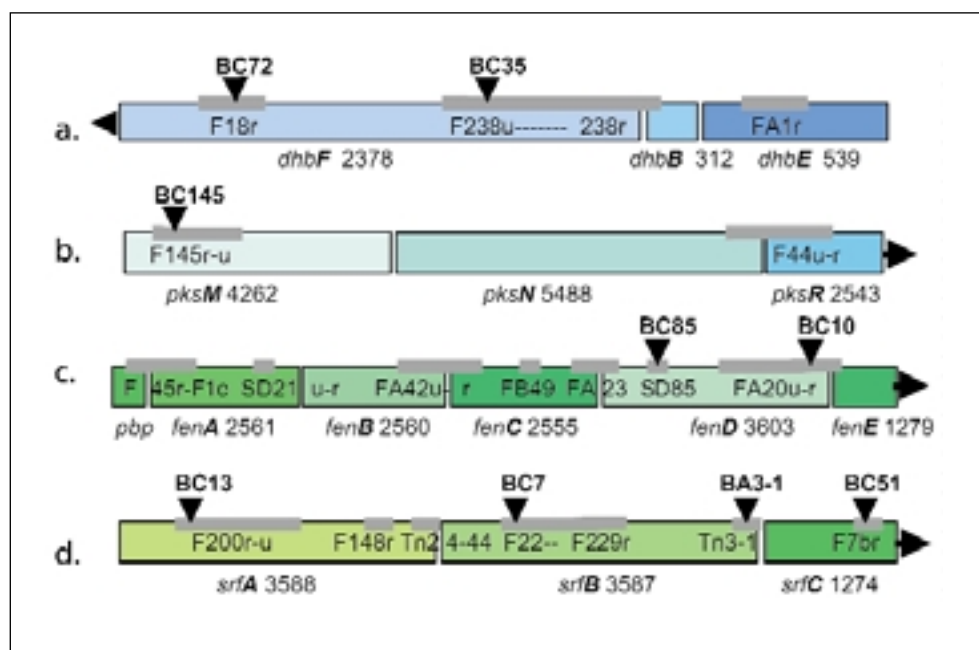 BC72 BC35
a. F18r F238u-------- 238r FA1r
dhbF 2378 dhbB 312 dhbE 539
BC145
b. F145r-u F44u-r
pksM 4262 pksN 5488 pksR 2543
BC85 BC10
c. F 45r-F1c SD21 u-r FA42u- r FB49 FA 23 SD85 FA20u-r
pbp fenA 2561 fenB 2560 fenC 2555 fenD 3603 fenE 1279
BC13 BC7 BA3-1 BC51
d. F200r-u F148r Tn2 4-44 F22-- F229r Tn3-1 F7br
srfA 3588 srfB 3587 srfC 1274